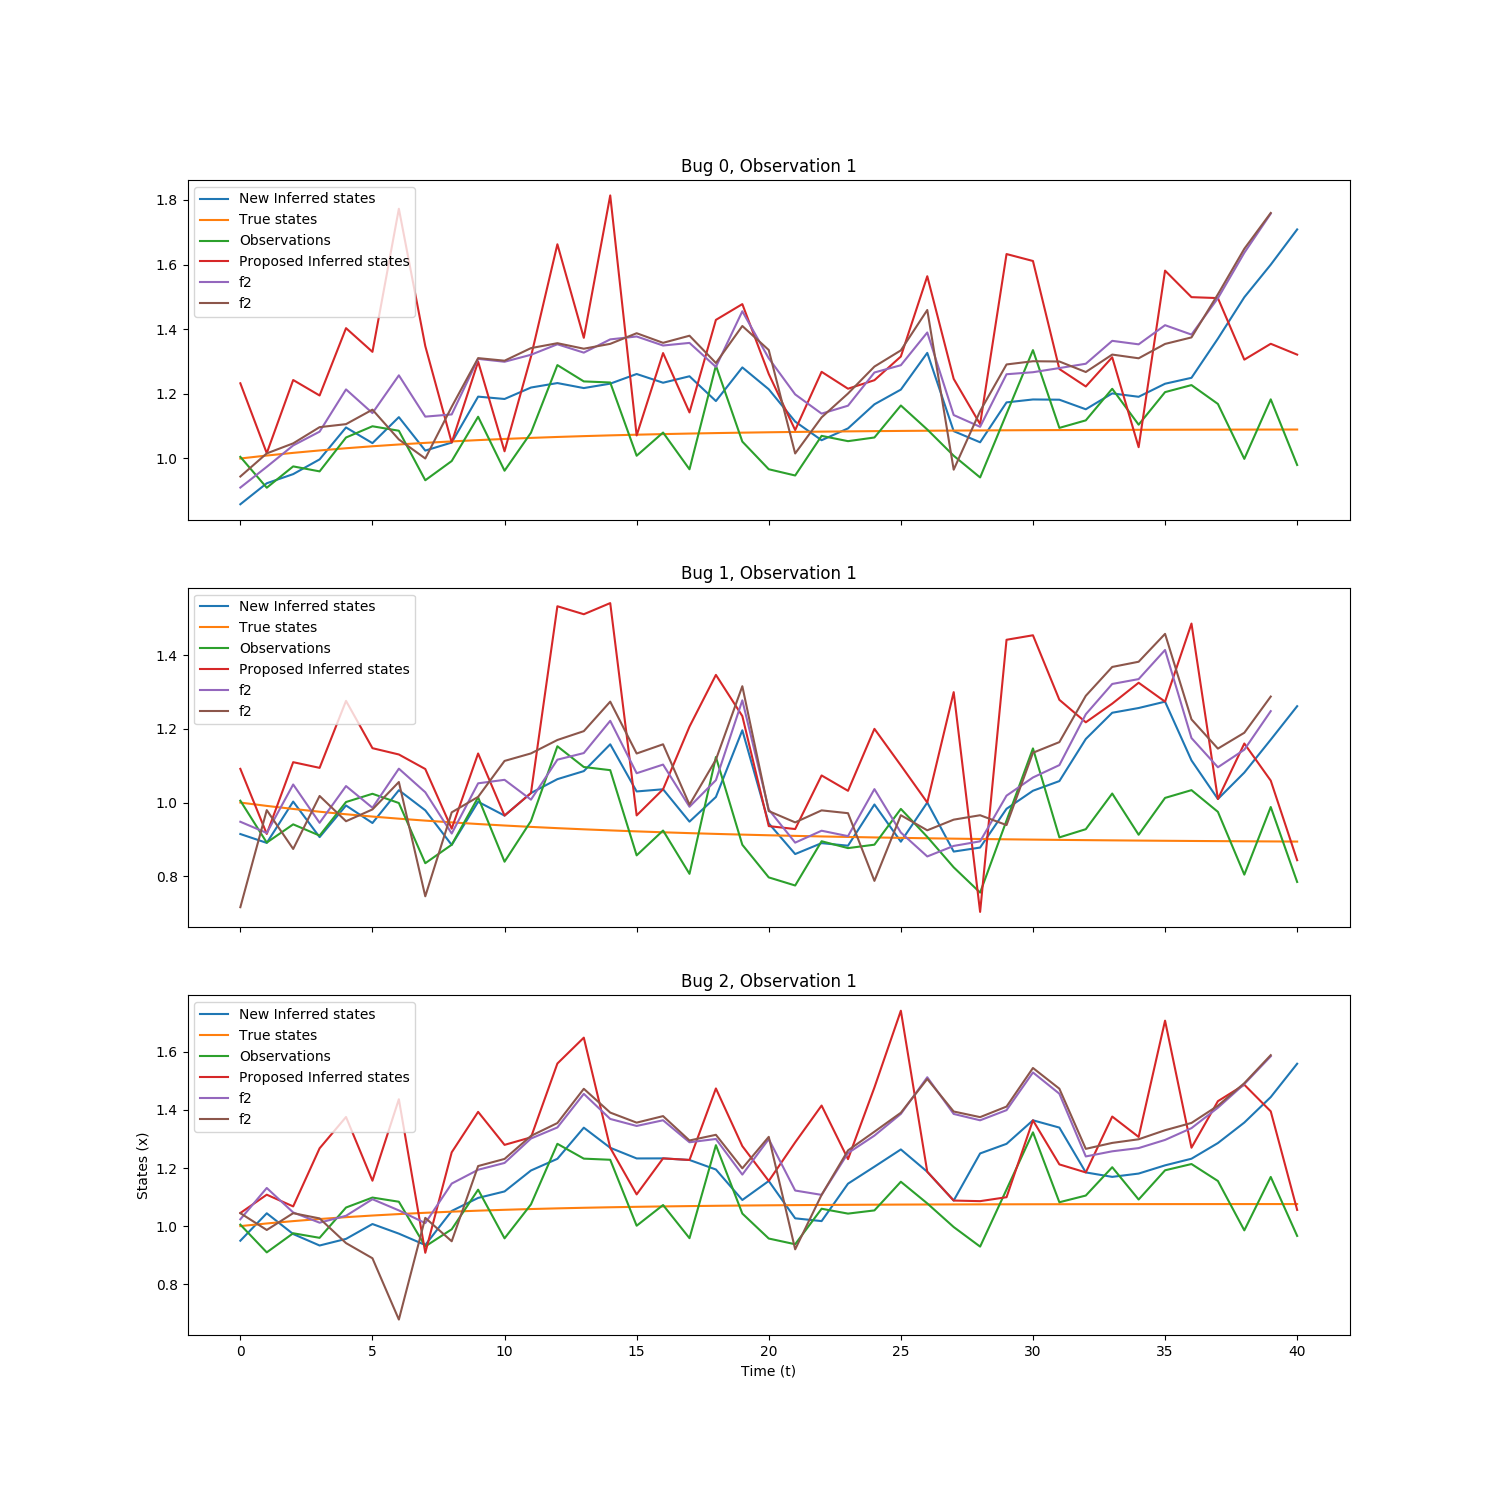 Bug 0, Observation 1
New Inferred states
True states
Observations
Proposed Inferred states
f2
f2
1.8
1.6
1.4
1.2
1.0
Bug 1, Observation 1
New Inferred states
True states
Observations
Proposed Inferred states
f2
f2
1.4
1.2
1.0
0.8
Bug 2, Observation 1
New Inferred states
True states
Observations
Proposed Inferred states
f2
f2
1.6
1.4
1.2
1.0
0.8
States (x)
0 5 10 15 20 25 30 35 40
Time (t)